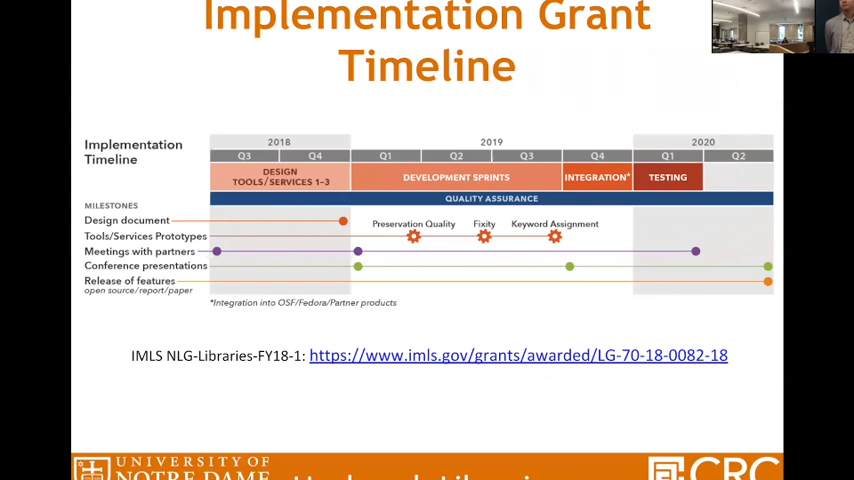 Implementation Grant
Timeline
Implementation
Timeline
2018 2019 2020
Q3 Q4 Q1 Q2 Q3 Q4 Q1 Q2
DESIGN
TOOLS/SERVICES 1–3
DEVELOPMENT SPRINTS
INTEGRATION*
TESTING
QUALITY ASSURANCE
MILESTONES
Design document
Preservation Quality Fixity Keyword Assignment
Tools/Services Prototypes
Meetings with partners
Conference presentations
Release of features
open source/report/paper
*Integration into OSF/Fedora/Partner products
IMLS NLG-Libraries-FY18-1: https://www.imls.gov/grants/awarded/LG-70-18-0082-18
UNIVERSITY OF
NOTRE DAME
CRC